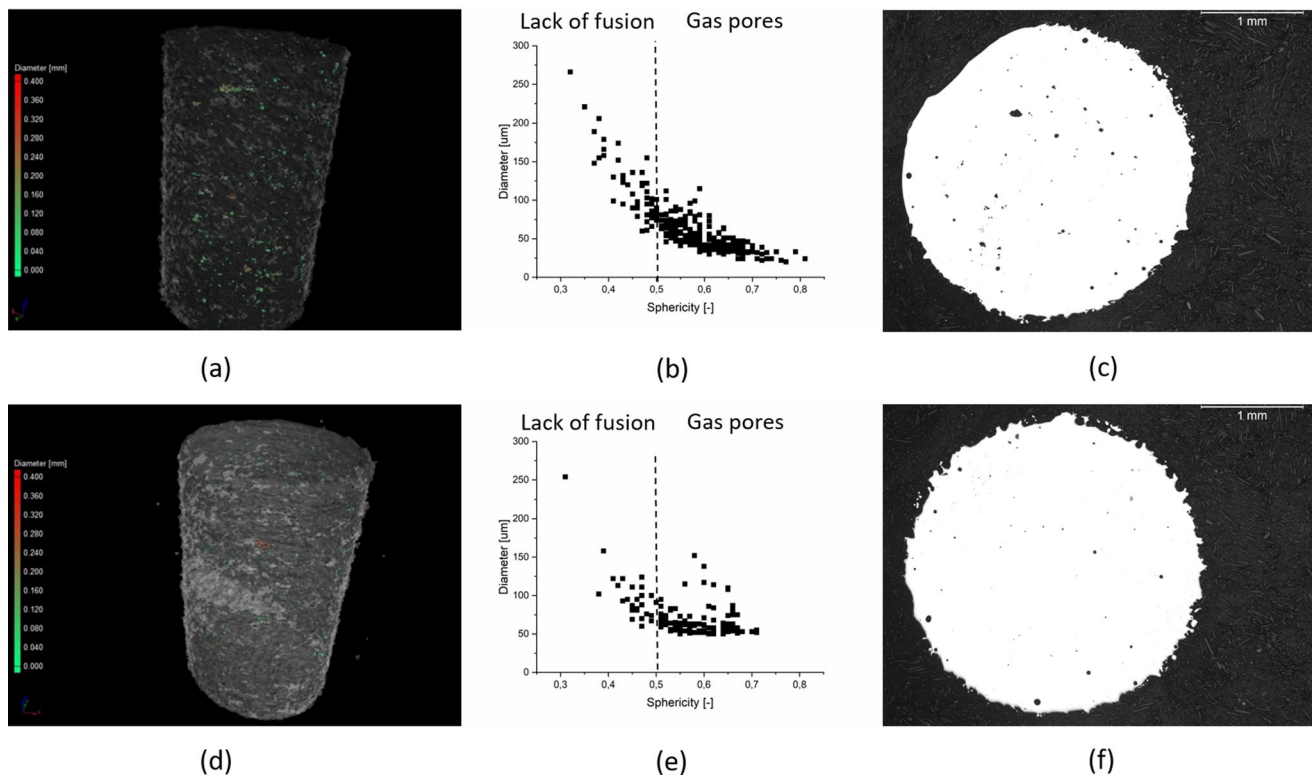 Diameter [mm]
0.400
0.360
0.320
0.280
0.240
0.200
0.160
0.120
0.080
0.040
0.000
(a)
Lack of fusion Gas pores
300
250
200
150
100
50
0
Diameter [um]
0,3 0,4 0,5 0,6 0,7 0,8
Sphericity [-]
(b)
1 mm
(c)
Diameter [mm]
0.400
0.360
0.320
0.280
0.240
0.200
0.160
0.120
0.080
0.040
0.000
(d)
Lack of fusion Gas pores
300
250
200
150
100
50
0
Diameter [um]
0,3 0,4 0,5 0,6 0,7 0,8
Sphericity [-]
(e)
1 mm
(f)